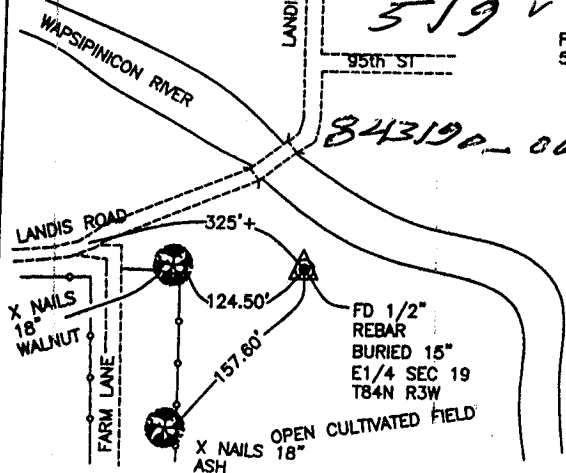 WAPSIPINICON RIVER
LANDI
519
95th ST
LANDIS ROAD
325'+
124.50'
157.60'
X NAILS
18"
WALNUT
FARM LANE
FD 1/2"
REBAR
BURIED 15"
E1/4 SEC 19
T84N R3W
OPEN CULTIVATED FIELD
X NAILS 18"
ASH